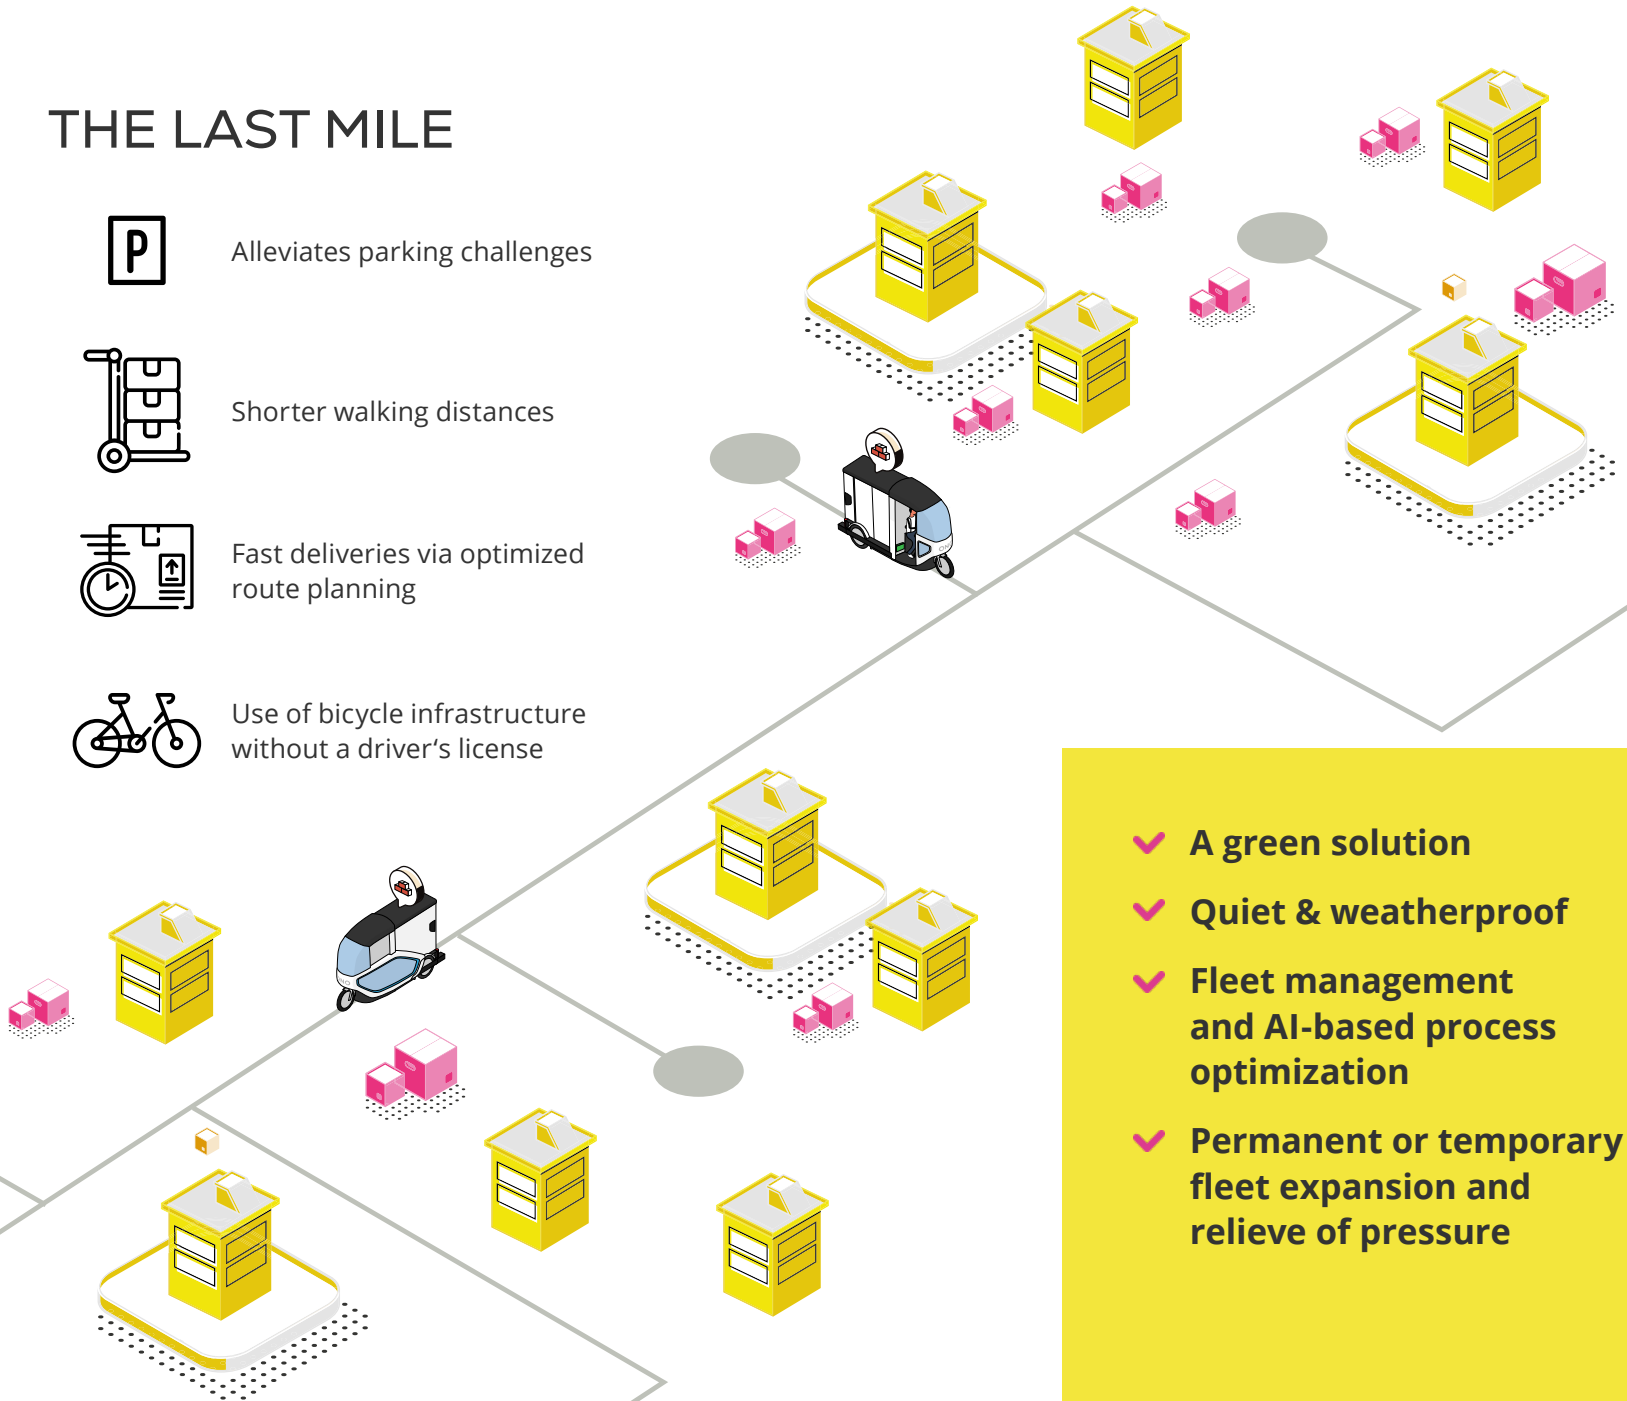 THE LAST MILE
P
Alleviates parking challenges
Shorter walking distances
Fast deliveries via optimized
route planning
Use of bicycle infrastructure
without a driver‘s license
A green solution
Quiet & weatherproof
Fleet management
and AI-based process
optimization
Permanent or temporary
fleet expansion and
relieve of pressure